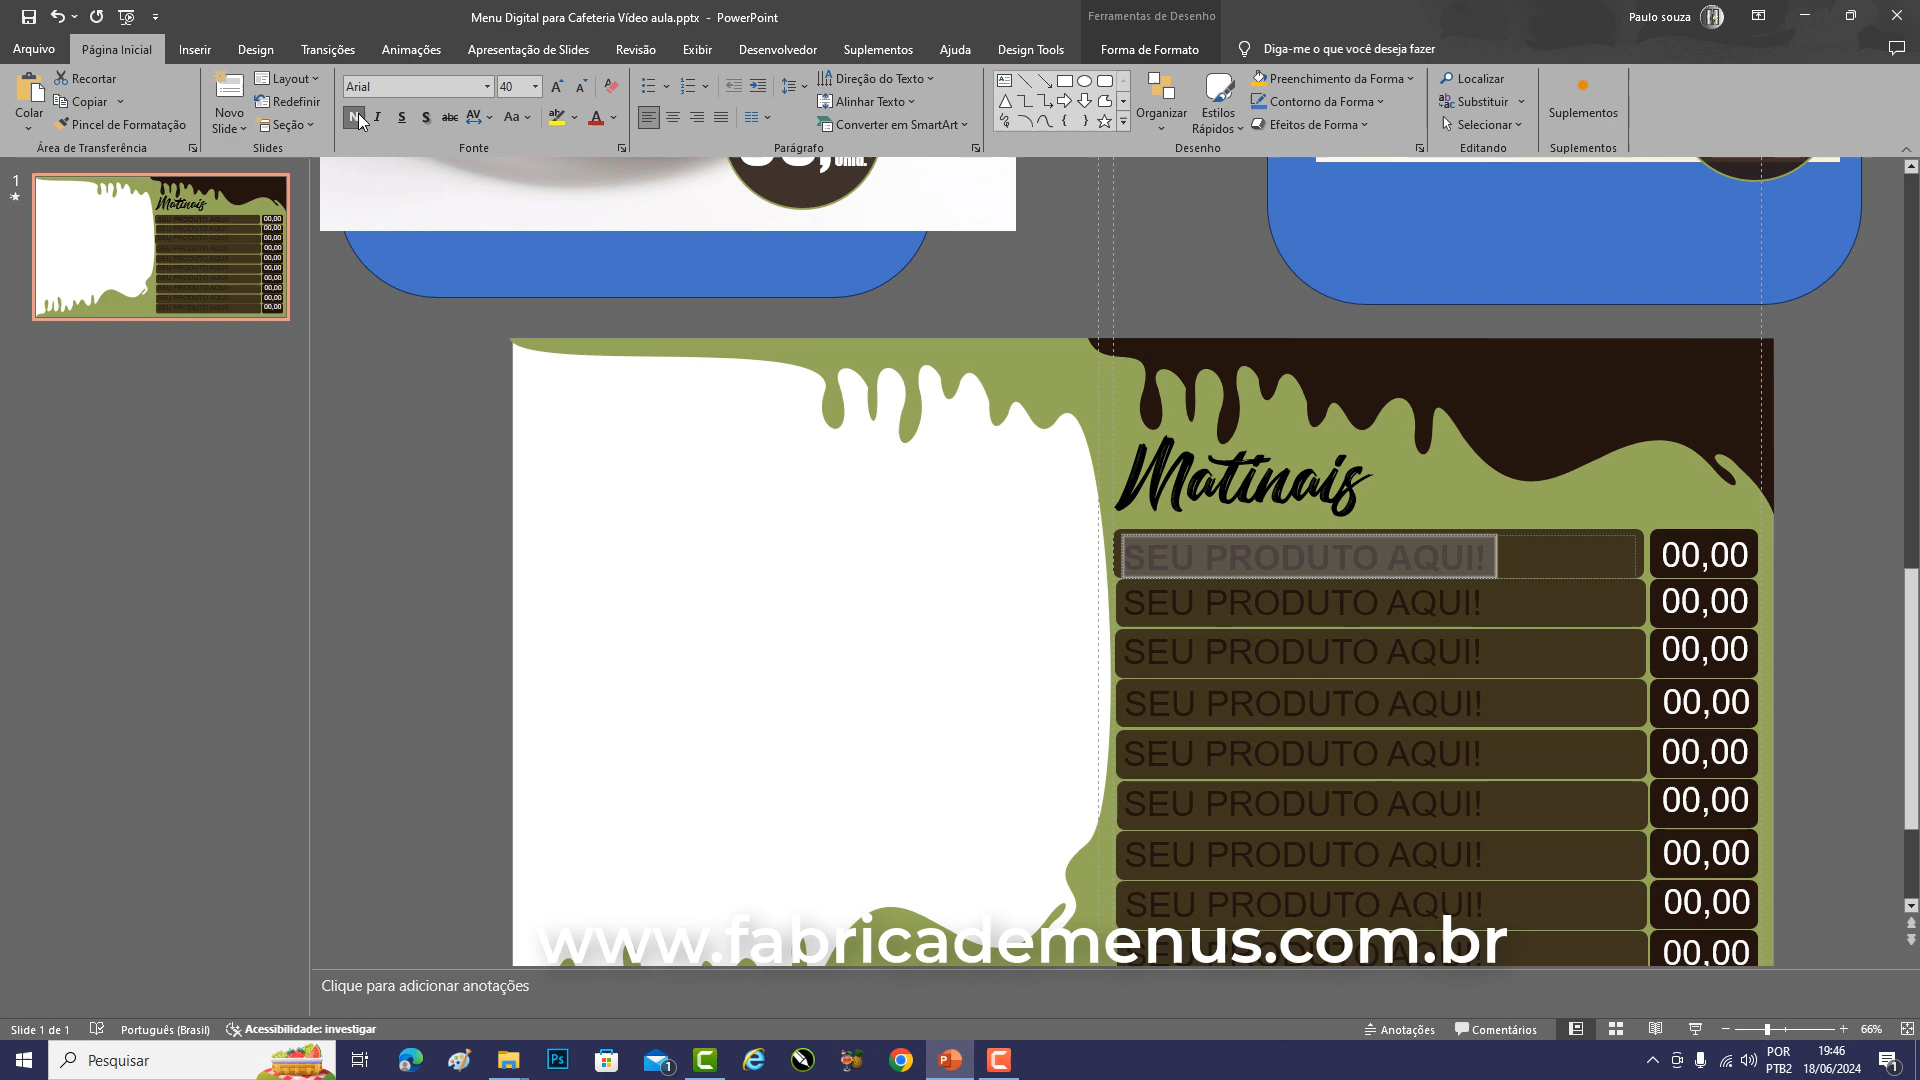 Menu Digital para Cafeteria Vídeo aula.pptx - PowerPoint
Ferramentas de Desenho
Paulo souza
Arquivo
Página Inicial
Inserir
Design
Transições
Animações
Apresentação de Slides
Revisão
Exibir
Desenvolvedor
Suplementos
Ajuda
Design Tools
Forma de Formato
Diga-me o que você deseja fazer
Colar
Recortar
Copiar
Pincel de Formatação
Área de Transferência
Novo
Slide
Layout
Redefinir
Seção
Slides
Arial
40
N I S S abc AV Aa A
Fonte
Direção do Texto
Alinhar Texto
Converter em SmartArt
Parágrafo
Organizar
Estilos
Rápidos
Preenchimento da Forma
Contorno da Forma
Efeitos de Forma
Desenho
Localizar
Substituir
Selecionar
Editando
Suplementos
Suplementos
1
Matinais
SEU PRODUTO AQUI! 00,00
SEU PRODUTO AQUI! 00,00
SEU PRODUTO AQUI! 00,00
SEU PRODUTO AQUI! 00,00
SEU PRODUTO AQUI! 00,00
SEU PRODUTO AQUI! 00,00
SEU PRODUTO AQUI! 00,00
SEU PRODUTO AQUI! 00,00
00,00
www.fabricademenus.com.br
Clique para adicionar anotações
Slide 1 de 1
Português (Brasil)
Acessibilidade: investigar
Anotações
Comentários
66%
Pesquisar
POR
PTB2
19:46
18/06/2024